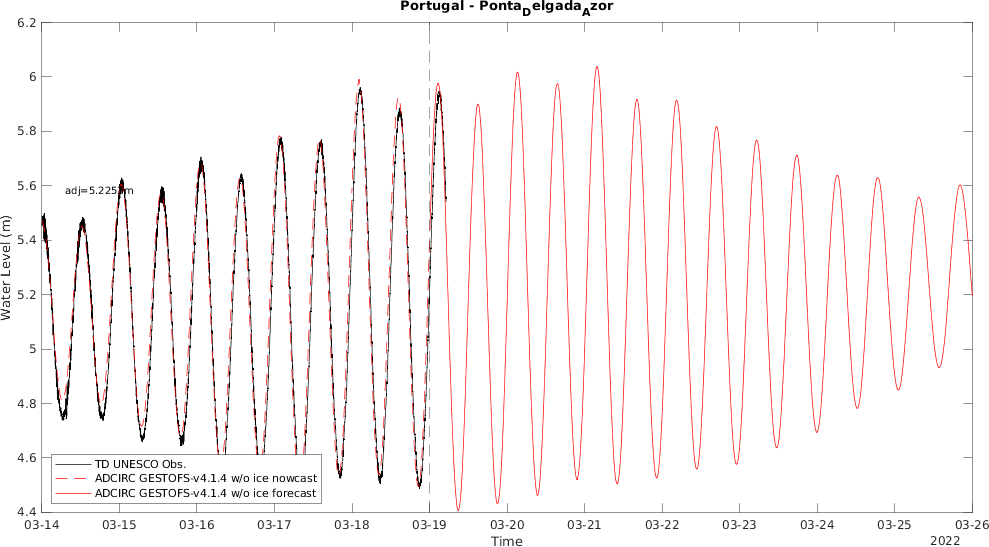 Portugal - PontaDelgadaAzor
6.2
6
5.8
5.6
5.4
5.2
5
4.8
4.6
4.4
Water Level (m)
TD UNESCO Obs.
ADCIRC GESTOFS-v4.1.4 w/o ice nowcast
ADCIRC GESTOFS-v4.1.4 w/o ice forecast
03-14 03-15 03-16 03-17 03-18 03-19 03-20 03-21 03-22 03-23 03-24 03-25 03-26
Time
2022